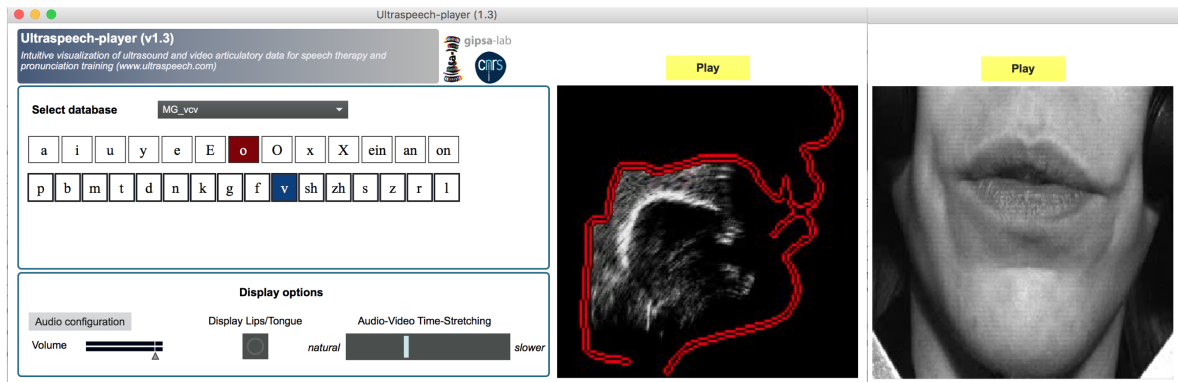 Ultraspeech-player (1.3)
Ultraspeech-player (v1.3)
Intuitive visualization of ultrasound and video articulatory data for speech therapy and
pronunciation training (www.ultraspeech.com)
gipsa-lab
cnrs
Select database
MG_vcv
a i u y e E o O x X ein an on
p b m t d n k g f v sh zh s z r l
Display options
Audio configuration
Display Lips/Tongue
Audio-Video Time-Stretching
Volume
natural
slower
Play
Play